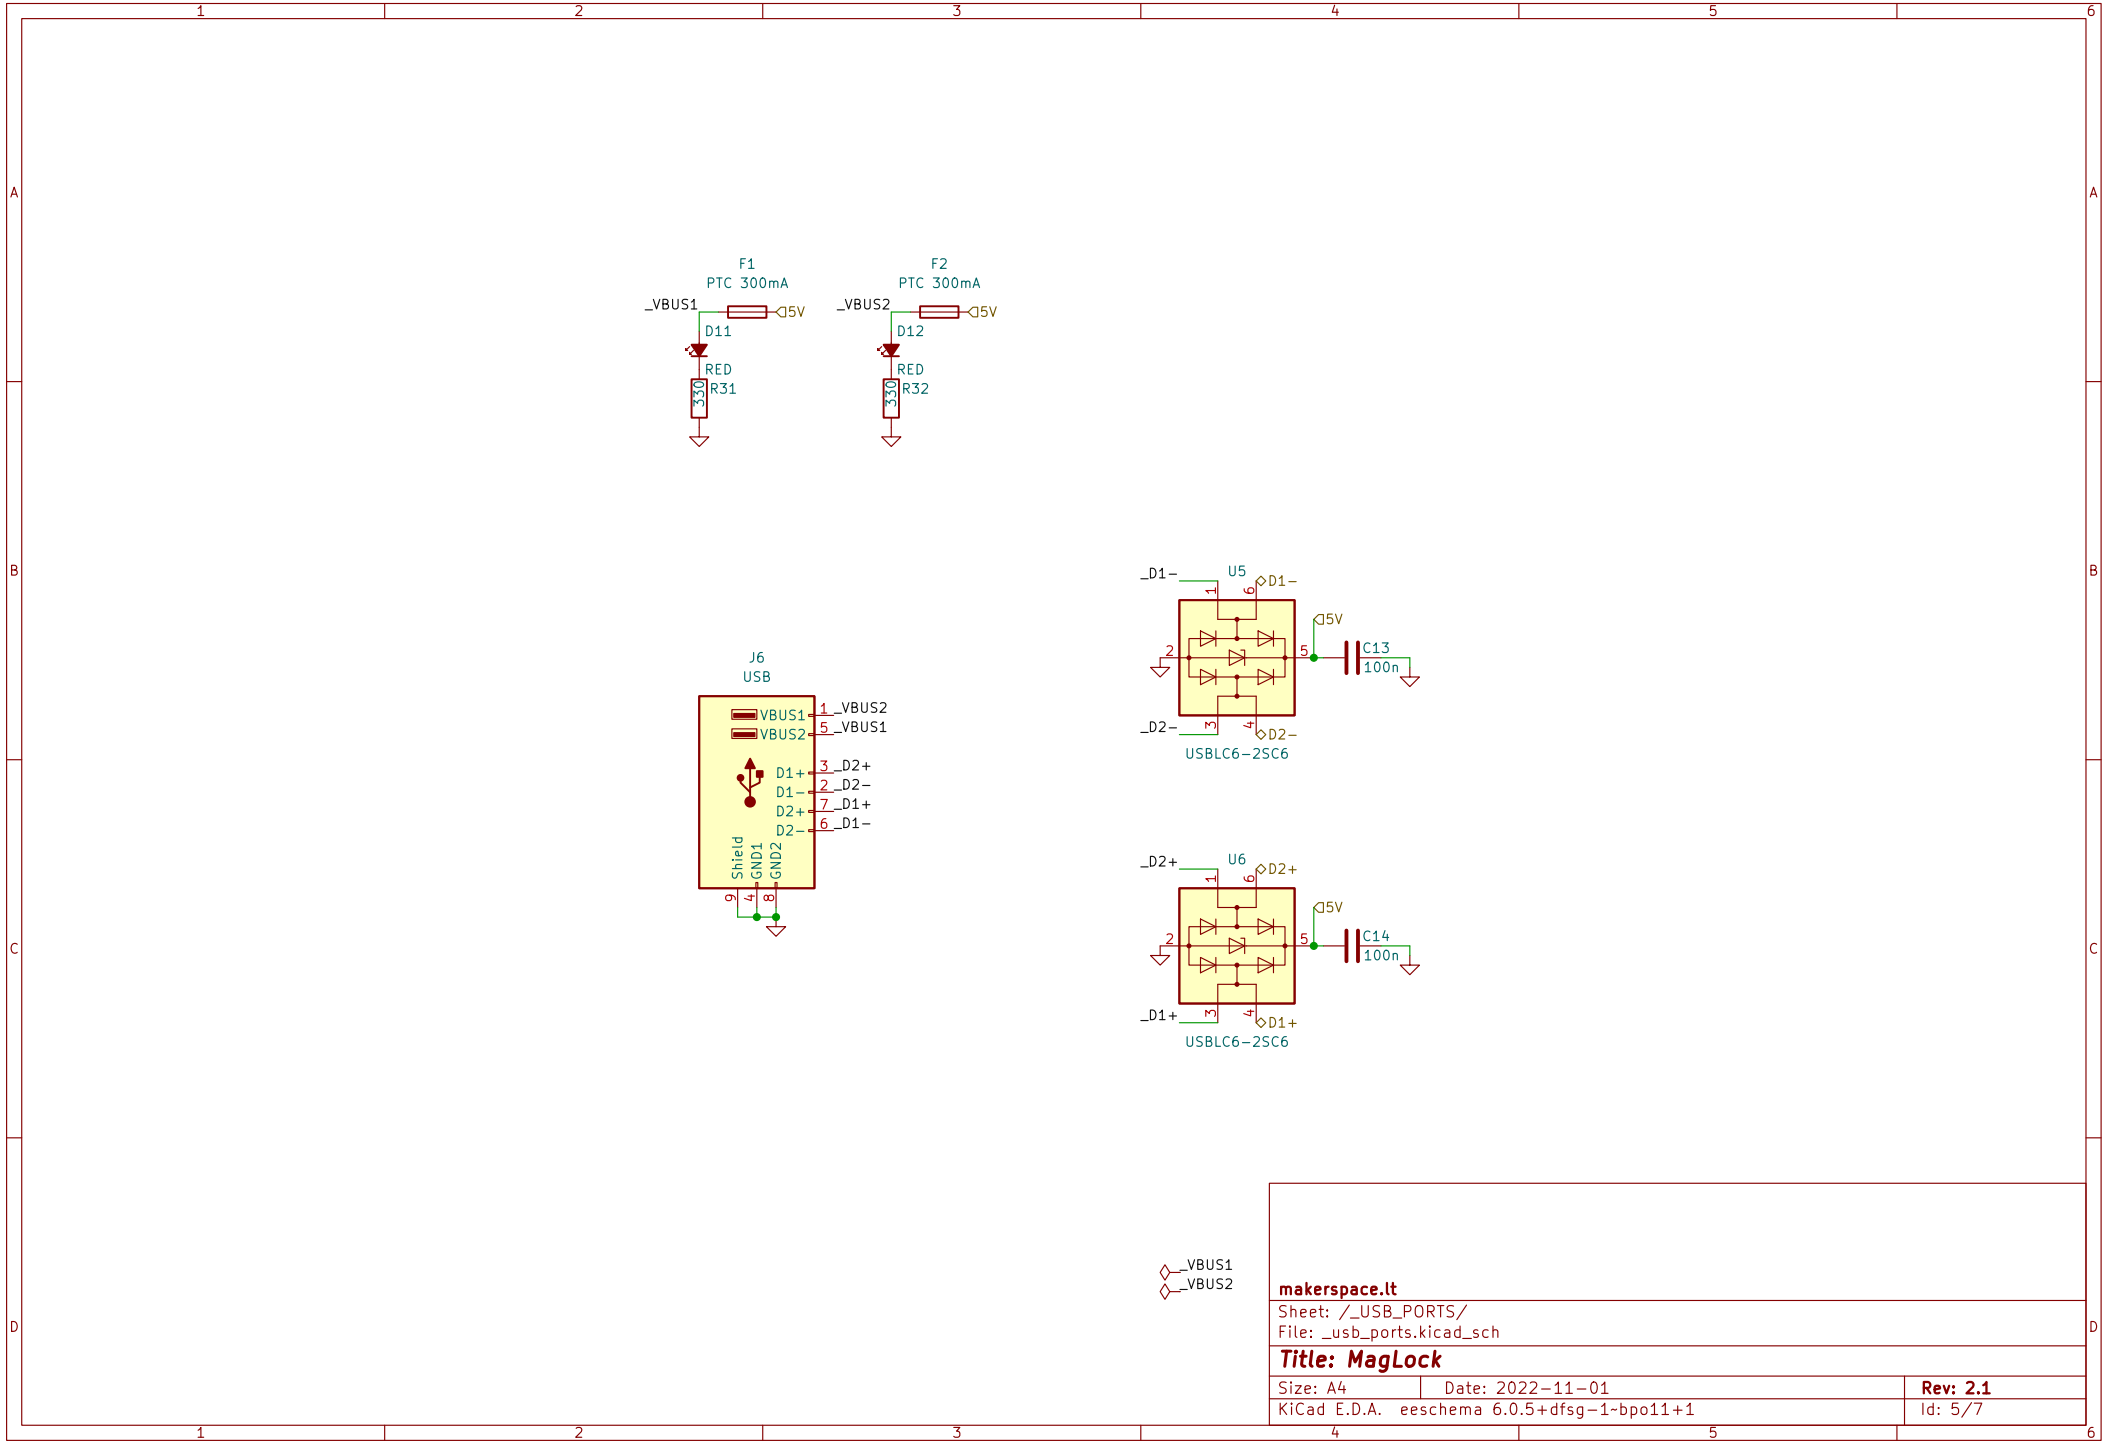 1 2 3 4 5 6
A A
F1 F2
PTC 300mA PTC 300mA
_VBUS1 5V _VBUS2 5V
D11 D12
RED RED
330 R31 330 R32
B B
_D1- U5 D1-
1 6
5V
2 5 C13
100n
3 4
_D2- D2-
USBLC6-2SC6
J6
USB
VBUS1 1 _VBUS2
VBUS2 5 _VBUS1
D1+ 3 _D2+
D1- 2 _D2-
D2+ 7 _D1+
D2- 6 _D1-
Shield GND1 GND2
9 4 8
_D2+ U6 D2+
1 6
5V
2 5 C14
100n
3 4
_D1+ D1+
USBLC6-2SC6
C C
_VBUS1
_VBUS2
makerspace.lt
Sheet: /_USB_PORTS/
File: _usb_ports.kicad_sch
D D
Title: MagLock
Size: A4 Date: 2022-11-01 Rev: 2.1
KiCad E.D.A. eeschema 6.0.5+dfsg-1~bpo11+1 Id: 5/7
1 2 3 4 5 6